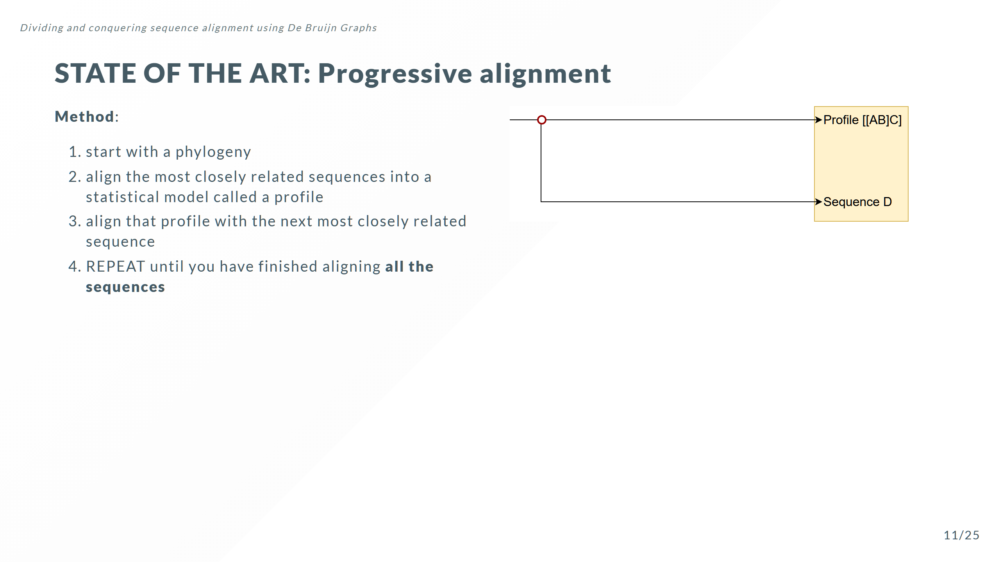 Dividing and conquering sequence alignment using De Bruijn Graphs
STATE OF THE ART: Progressive alignment
Method:
1. start with a phylogeny
2. align the most closely related sequences into a
statistical model called a profile
3. align that profile with the next most closely related
sequence
4. REPEAT until you have finished aligning all the
sequences
Profile [[AB]C]
Sequence D
11/25